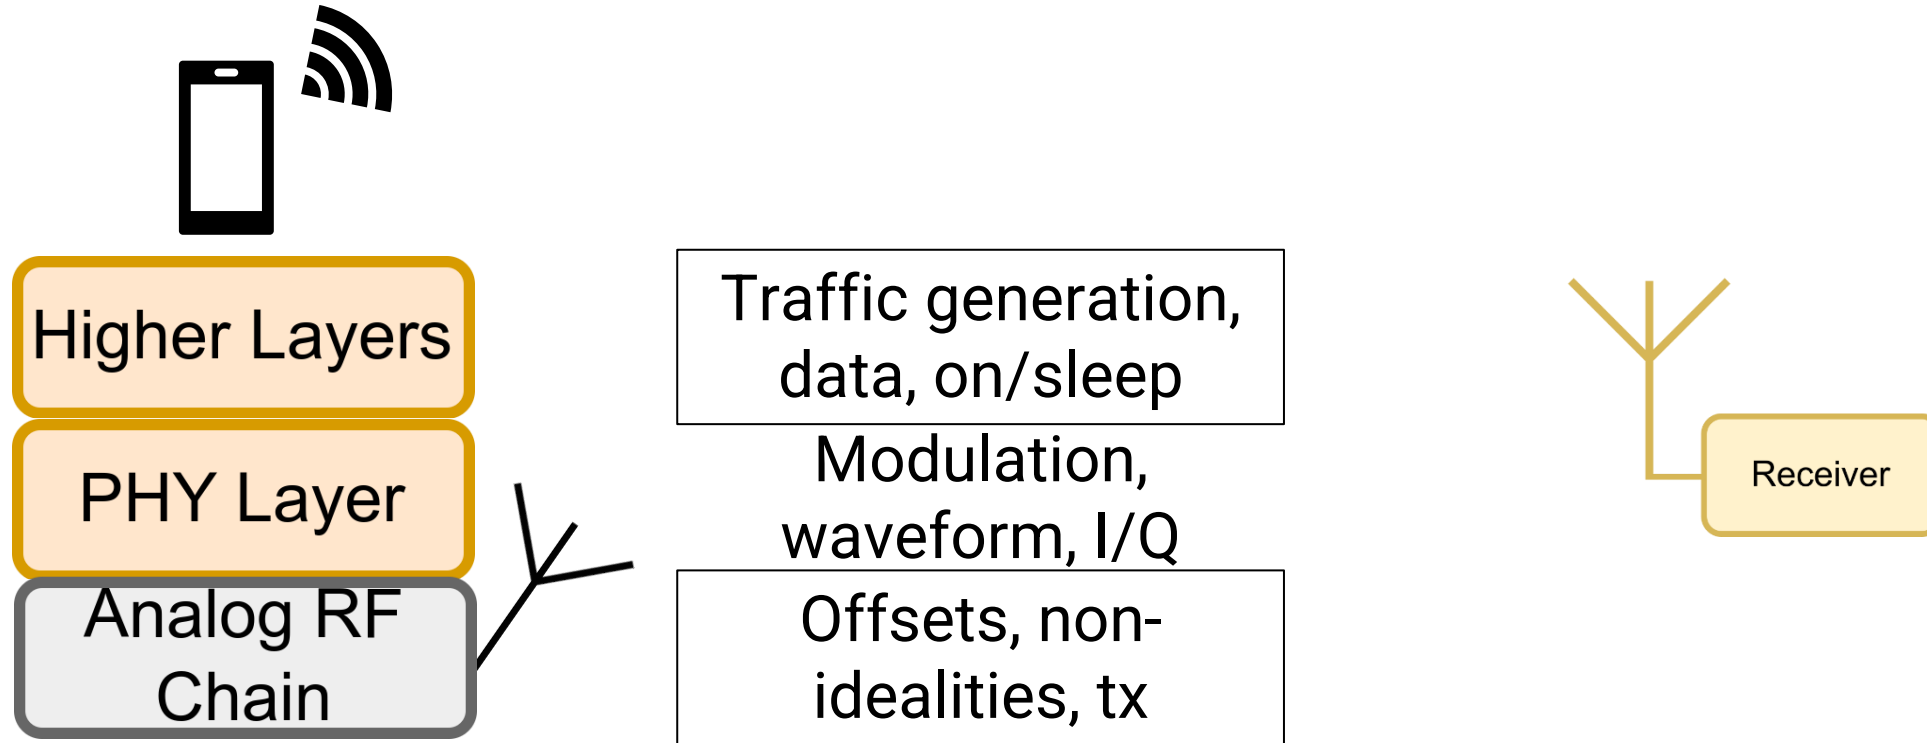 Higher Layers
PHY Layer
Analog RF
Chain
Traffic generation,
data, on/sleep
Modulation,
waveform, I/Q
Offsets, non-
idealities, tx
Receiver